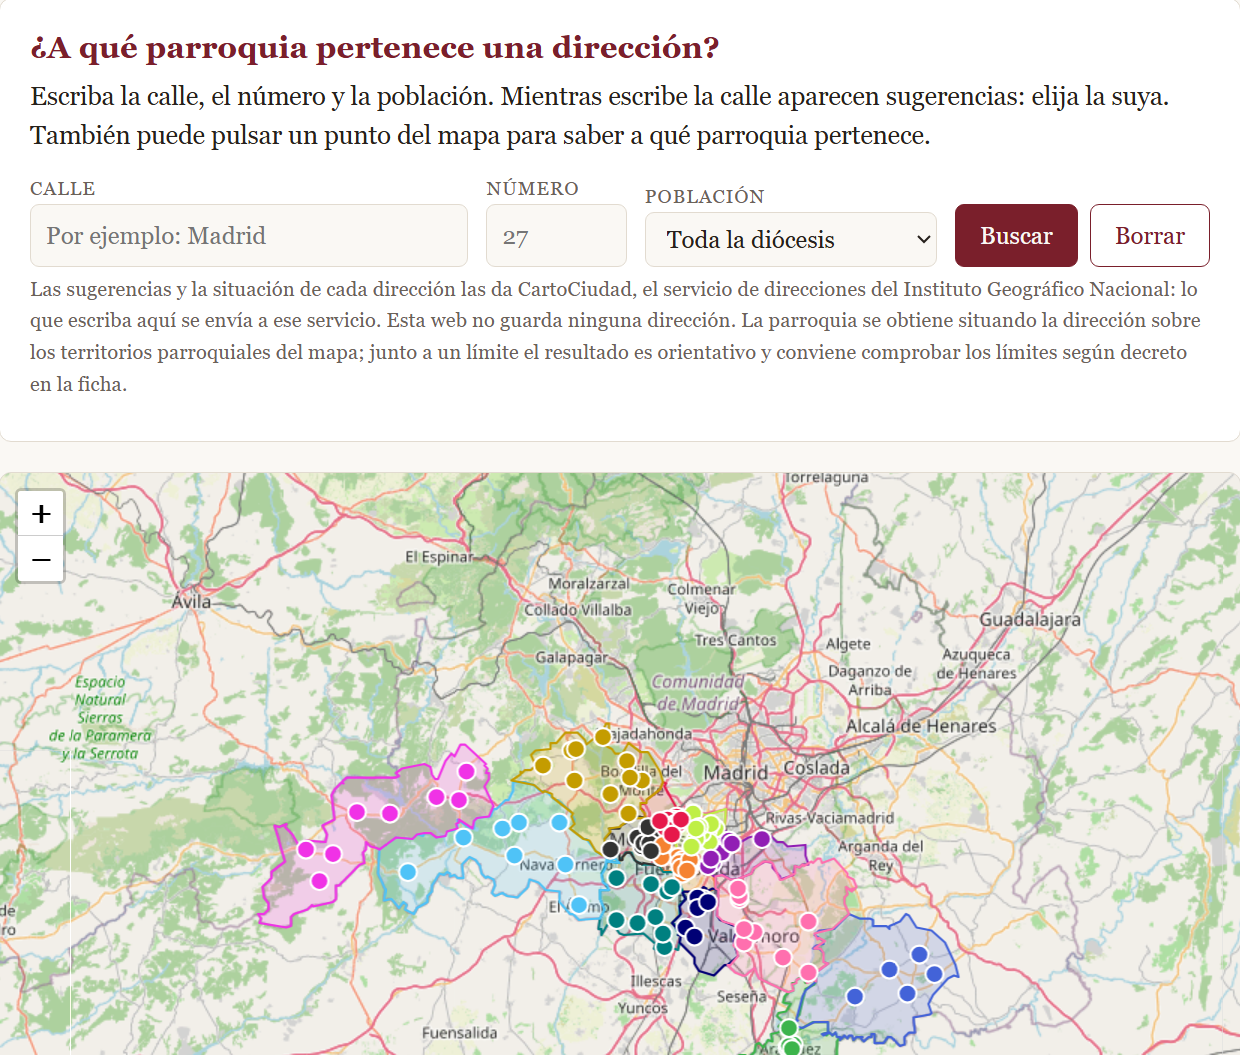 ¿A qué parroquia pertenece una dirección?
Escriba la calle, el número y la población. Mientras escribe la calle aparecen sugerencias: elija la suya.
También puede pulsar un punto del mapa para saber a qué parroquia pertenece.
CALLE
NÚMERO
POBLACIÓN
Por ejemplo: Madrid
27
Toda la diócesis
Buscar
Borrar
Las sugerencias y la situación de cada dirección las da CartoCiudad, el servicio de direcciones del Instituto Geográfico Nacional: lo
que escriba aquí se envía a ese servicio. Esta web no guarda ninguna dirección. La parroquia se obtiene situando la dirección sobre
los territorios parroquiales del mapa; junto a un límite el resultado es orientativo y conviene comprobar los límites según decreto
en la ficha.
+
−
Torrelaguna
El Espinar
Moralzarzal
Colmenar
Viejo
Ávila
Collado Villalba
Guadalajara
Tres Cantos
Algete
Galapagar
Azuqueca
de Henares
Daganzo de
Arriba
Espacio
Natural
Sierras
de la Paramera
y la Serrota
Comunidad
de Madrid
Alcalá de Henares
ajadahonda
Madrid
Coslada
del
Monte
Rivas-Vaciamadrid
Arganda del
Rey
Nava
El
Illescas
Seseña
Yuncos
Fuensalida